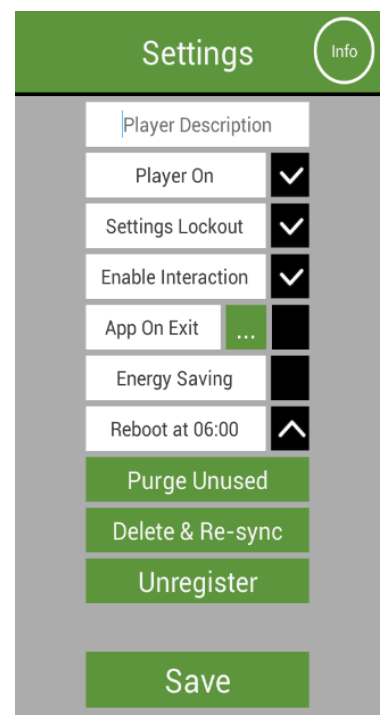 Settings
Info
Player Description
Player On
Settings Lockout
Enable Interaction
App On Exit ...
Energy Saving
Reboot at 06:00
Purge Unused
Delete & Re-sync
Unregister
Save